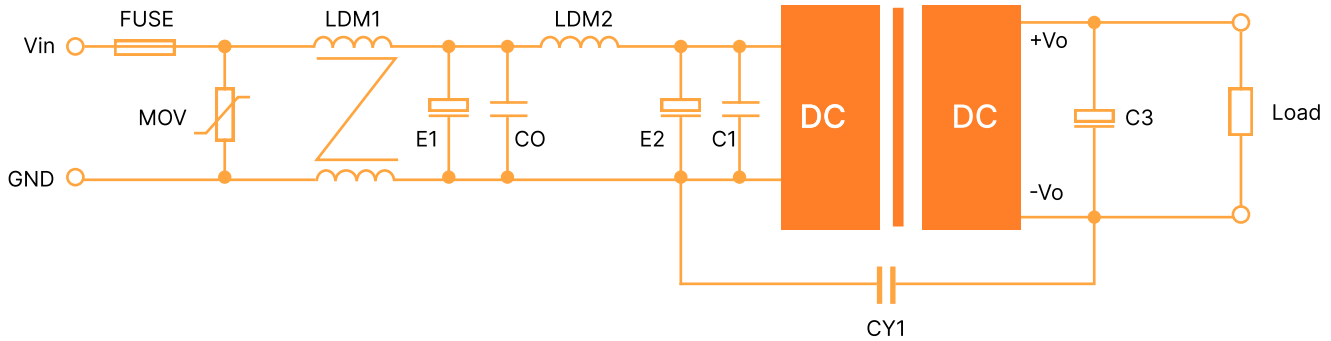 FUSE
LDM1
LDM2
Vin
+Vo
MOV
E1
CO
E2
C1
DC
DC
C3
Load
GND
-Vo
CY1